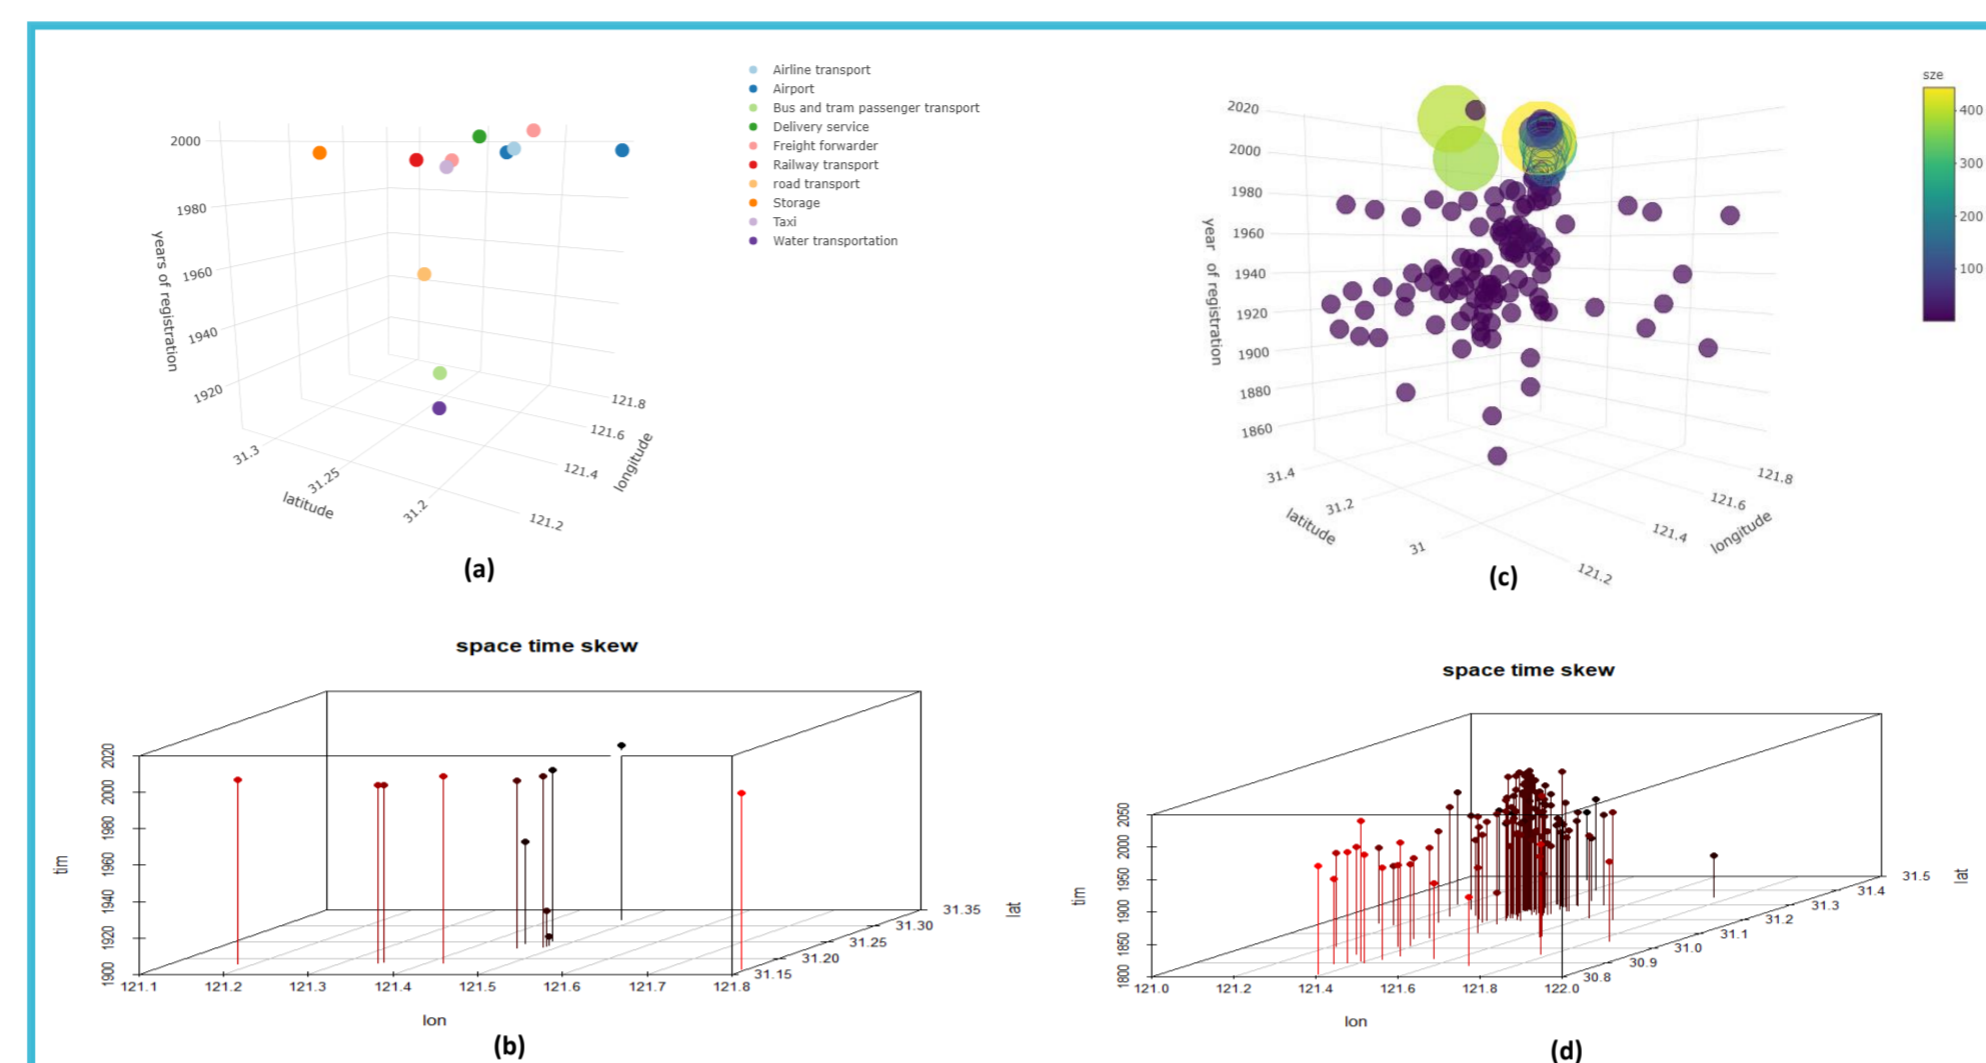 Airline transport
Airport
Bus and tram passenger transport
Delivery service
Freight forwarder
Railway transport
road transport
Storage
Taxi
Water transportation
2000
1980
1960
1940
1920
years of registration
31.3
31.25
31.2
latitude
121.8
121.6
121.4
121.2
longitude
(a)
sze
400
300
200
100
2020
2000
1980
1960
1940
1920
1900
1880
1860
year of registration
31.4
31.2
31
latitude
121.8
121.6
121.4
121.2
longitude
(c)
space time skew
2020
2000
1980
1960
1940
1920
1900
tim
121.1
121.2
121.3
121.4
121.5
121.6
121.7
121.8
lon
31.15
31.20
31.25
31.30
31.35
lat
(b)
space time skew
2050
2000
1950
1900
1850
1800
tim
121.0
121.2
121.4
121.6
121.8
122.0
lon
30.8
30.9
31.0
31.1
31.2
31.3
31.4
31.5
lat
(d)